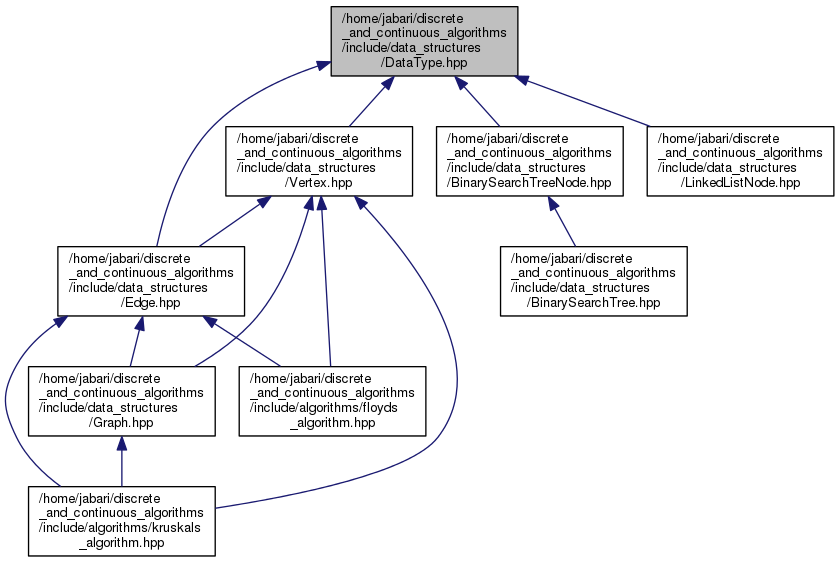 /home/jabari/discrete
_and_continuous_algorithms
/include/data_structures
/DataType.hpp
/home/jabari/discrete
_and_continuous_algorithms
/include/data_structures
/Vertex.hpp
/home/jabari/discrete
_and_continuous_algorithms
/include/data_structures
/BinarySearchTreeNode.hpp
/home/jabari/discrete
_and_continuous_algorithms
/include/data_structures
/LinkedListNode.hpp
/home/jabari/discrete
_and_continuous_algorithms
/include/data_structures
/Edge.hpp
/home/jabari/discrete
_and_continuous_algorithms
/include/data_structures
/BinarySearchTree.hpp
/home/jabari/discrete
_and_continuous_algorithms
/include/data_structures
/Graph.hpp
/home/jabari/discrete
_and_continuous_algorithms
/include/algorithms/floyds
_algorithm.hpp
/home/jabari/discrete
_and_continuous_algorithms
/include/algorithms/kruskals
_algorithm.hpp